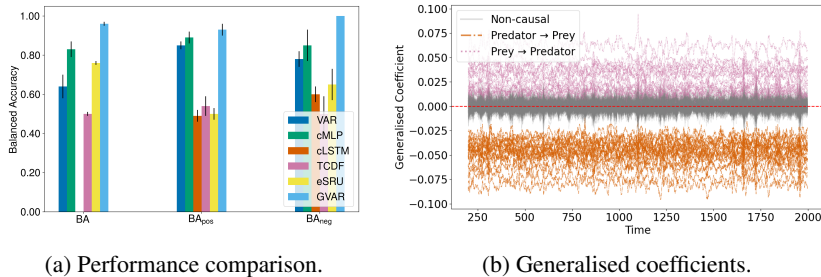 (a)
1.00
0.80
0.60
0.40
1.00
0.00
Balanced Accuracy
BA
BApos
BAneg
VAR
cMLP
cLSTM
TCDF
eSRU
GVAR
(a) Performance comparison.
(b)
0.100
0.075
0.050
0.025
0.000
−0.025
−0.050
−0.075
−0.100
Generalised Coefficient
Non-causal
Predator → Prey
Prey → Predator
200
500
750
1000
1250
1500
1750
2000
Time
(b) Generalised coefficients.